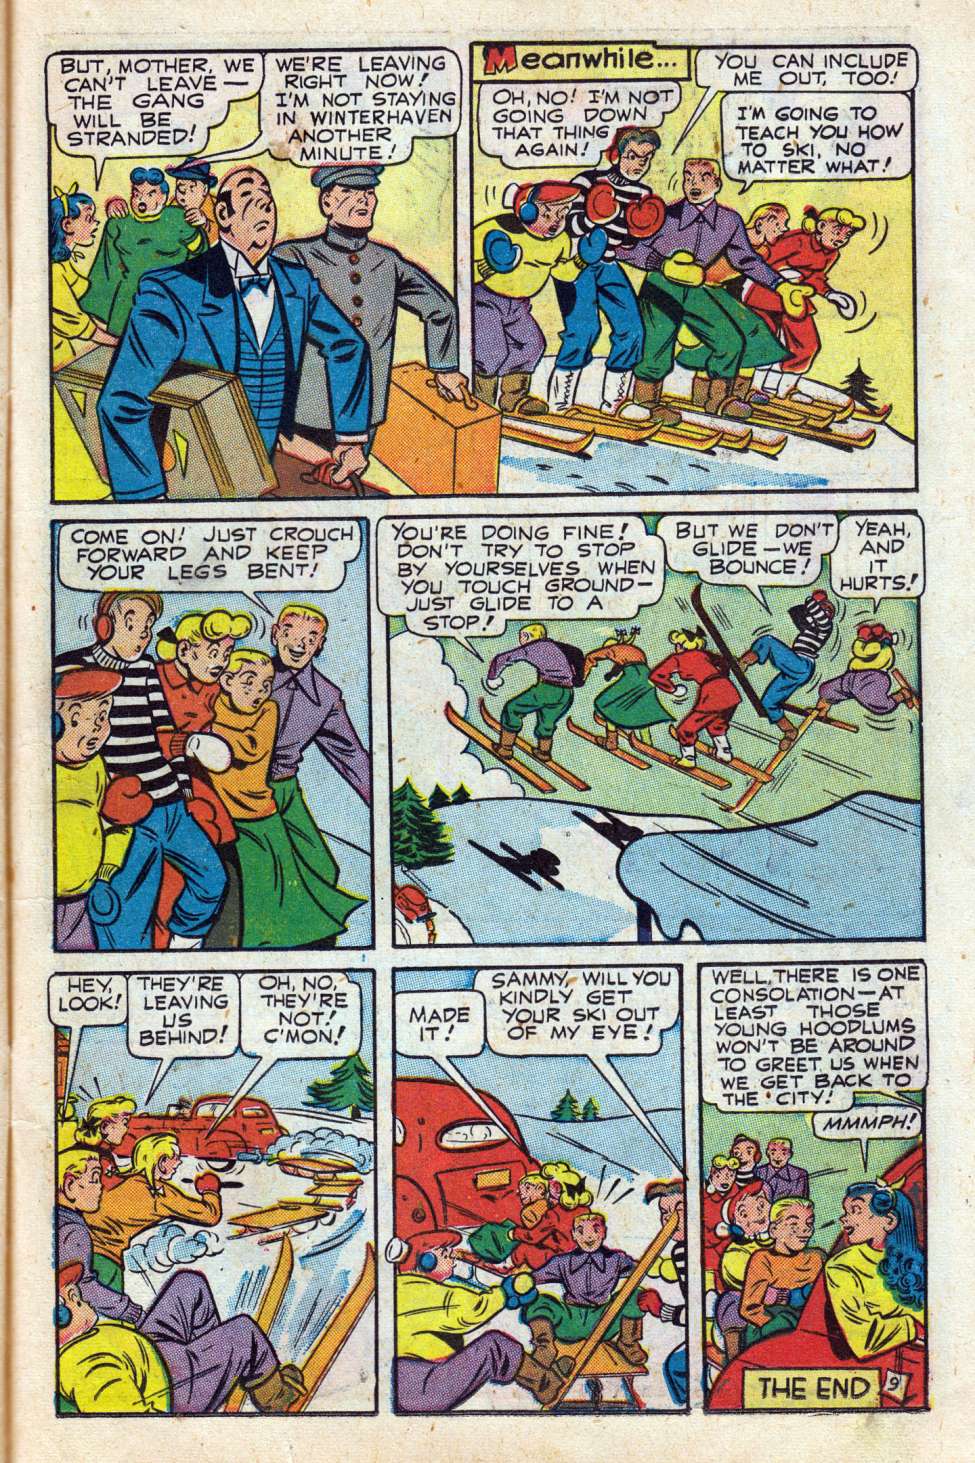 BUT, MOTHER, WE
CAN'T LEAVE—
THE GANG
WILL BE
STRANDED!
WE'RE LEAVING
RIGHT NOW!
I'M NOT STAYING
IN WINTERHAVEN
ANOTHER
MINUTE!
Meanwhile...
OH, NO! I'M NOT
GOING DOWN
THAT THING
AGAIN!
YOU CAN INCLUDE
ME OUT, TOO!
I'M GOING TO
TEACH YOU HOW
TO SKI, NO
MATTER WHAT!
COME ON! JUST CROUCH
FORWARD AND KEEP
YOUR LEGS BENT!
YOU'RE DOING FINE!
DON'T TRY TO STOP
BY YOURSELVES WHEN
YOU TOUCH GROUND—
JUST GLIDE TO A
STOP!
BUT WE DON'T
GLIDE—WE
BOUNCE!
YEAH,
AND
IT
HURTS!
HEY,
LOOK!
THEY'RE
LEAVING
US
BEHIND!
OH, NO,
THEY'RE
NOT!
C'MON!
MADE
IT!
SAMMY, WILL YOU
KINDLY GET
YOUR SKI OUT
OF MY EYE!
WELL, THERE IS ONE
CONSOLATION—AT
LEAST THOSE
YOUNG HOODLUMS
WON'T BE AROUND
TO GREET US WHEN
WE GET BACK TO
THE CITY!
MMMPH!
THE END
9